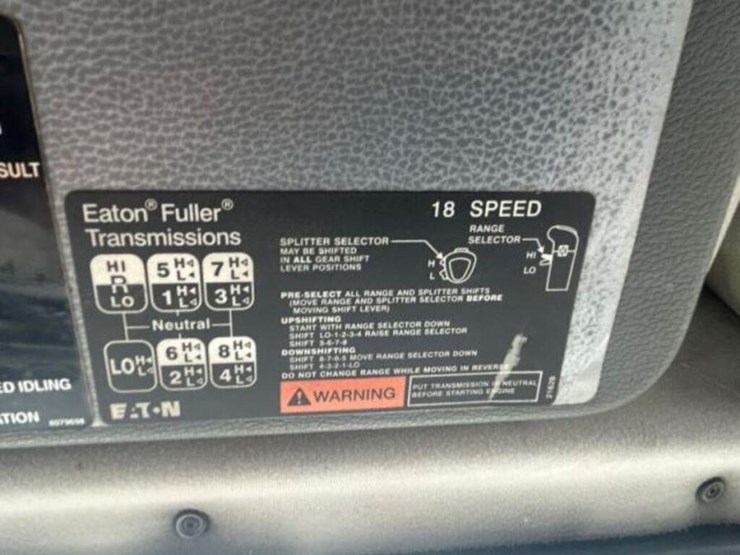 SULT
ED IDLING
TION
Eaton® Fuller®
Transmissions
18 SPEED
HI
R
LO
5 H L
7 H L
1 H L
3 H L
Neutral
LO H L
6 H L
8 H L
2 H L
4 H L
EATON
SPLITTER SELECTOR
MAY BE SHIFTED
IN ALL GEAR SHIFT
LEVER POSITIONS
H
L
RANGE
SELECTOR
HI
LO
PRE-SELECT ALL RANGE AND SPLITTER SHIFTS
(MOVE RANGE AND SPLITTER SELECTOR BEFORE
MOVING SHIFT LEVER)
UPSHIFTING
START WITH RANGE SELECTOR DOWN
SHIFT LO-1-2-3-4 RAISE RANGE SELECTOR
SHIFT 5-6-7-8
DOWNSHIFTING
SHIFT 8-7-6-5 MOVE RANGE SELECTOR DOWN
SHIFT 4-3-2-1-LO
DO NOT CHANGE RANGE WHILE MOVING IN REVERSE
WARNING
PUT TRANSMISSION IN NEUTRAL
BEFORE STARTING ENGINE